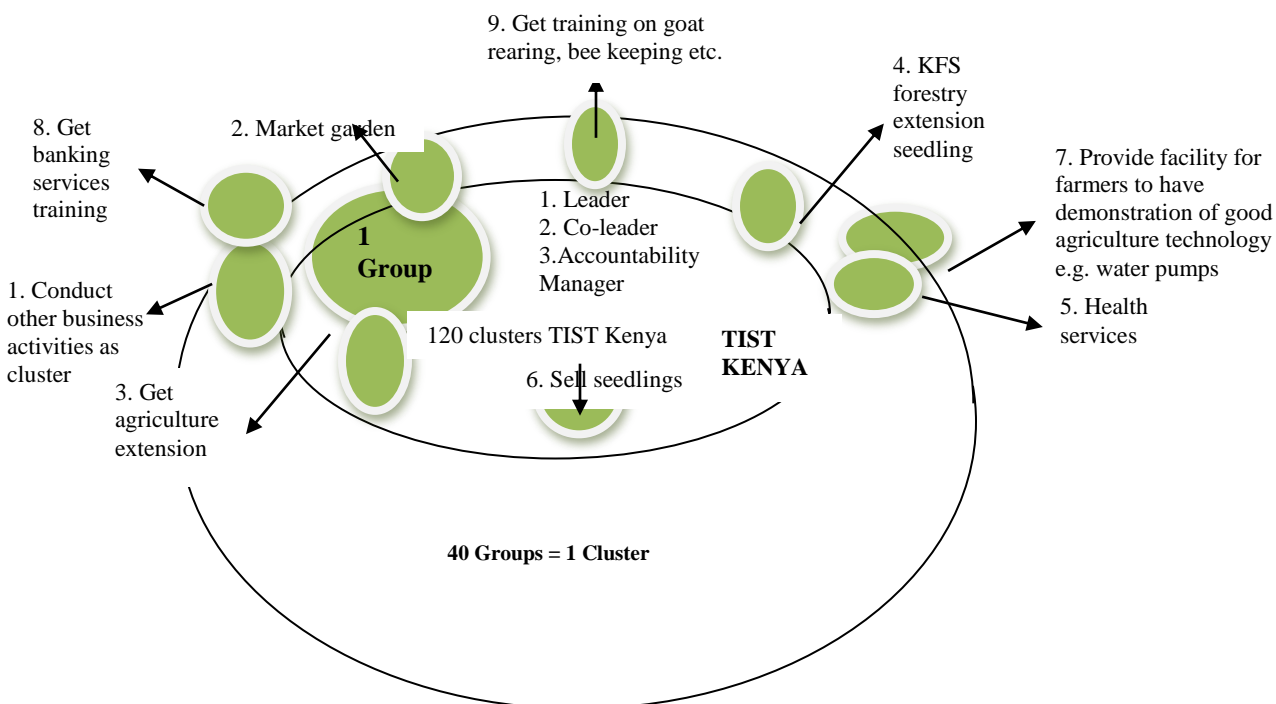 9. Get training on goat
rearing, bee keeping etc.
4. KFS
forestry
extension
seedling
8. Get
banking
services
training
2. Market garden
7. Provide facility for
farmers to have
demonstration of good
agriculture technology
e.g. water pumps
1. Leader
2. Co-leader
3.Accountability
Manager
1
Group
1. Conduct
other business
activities as
cluster
120 clusters TIST Kenya
TIST
KENYA
5. Health
services
6. Sell seedlings
3. Get
agriculture
extension
40 Groups = 1 Cluster